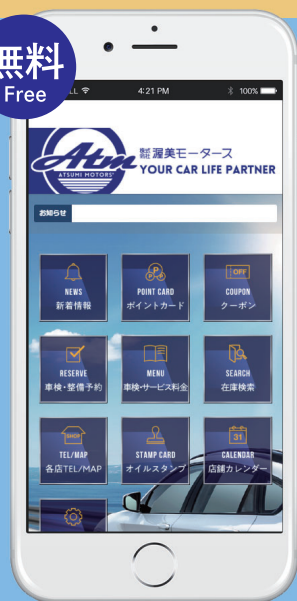 無料
Free
4:21 PM
100%
Atm
ATSUMI MOTORS
株式会社 渥美モータース
YOUR CAR LIFE PARTNER
お知らせ
NEWS
新着情報
POINT CARD
ポイントカード
OFF
COUPON
クーポン
RESERVE
車検・整備予約
MENU
車検・サービス料金
SEARCH
在庫検索
SHOP
TEL/MAP
各店TEL/MAP
STAMP CARD
オイルスタンプ
31
CALENDAR
店舗カレンダー